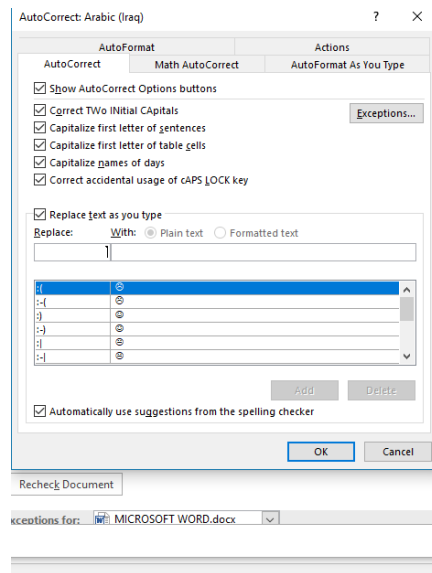 AutoCorrect: Arabic (Iraq) ? ×
AutoFormat Actions
AutoCorrect Math AutoCorrect AutoFormat As You Type
Show AutoCorrect Options buttons
Correct TWo INitial CApitals Exceptions...
Capitalize first letter of sentences
Capitalize first letter of table cells
Capitalize names of days
Correct accidental usage of cAPS LOCK key
Replace text as you type
Replace: With: Plain text Formatted text
:( ☹
:-( ☹
:) ☺
:-) ☺
:| 😐
:-| 😐
Add Delete
Automatically use suggestions from the spelling checker
OK Cancel
Recheck Document
xceptions for: MICROSOFT WORD.docx